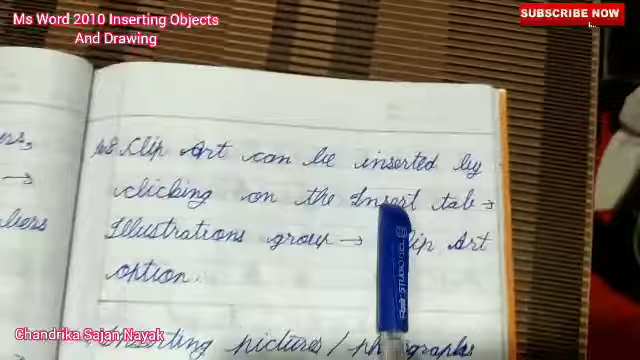 Ms Word 2010 Inserting Objects
And Drawing
SUBSCRIBE NOW
Clip Art can be inserted by
clicking on the Insert tab →
Illustrations group → lip Art
option.
Inserting pictures/photographs
Chandrika Sajan Nayak